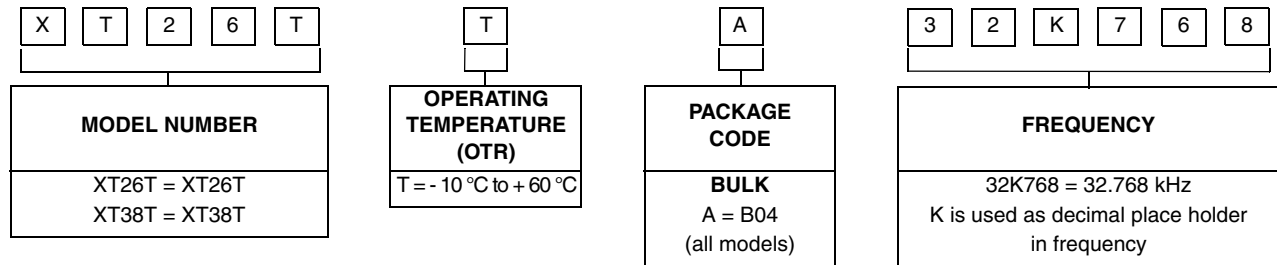 X T 2 6 T T A 3 2 K 7 6 8
MODEL NUMBER
XT26T = XT26T
XT38T = XT38T
OPERATING
TEMPERATURE
(OTR)
T = - 10 °C to + 60 °C
PACKAGE
CODE
BULK
A = B04
(all models)
FREQUENCY
32K768 = 32.768 kHz
K is used as decimal place holder
in frequency